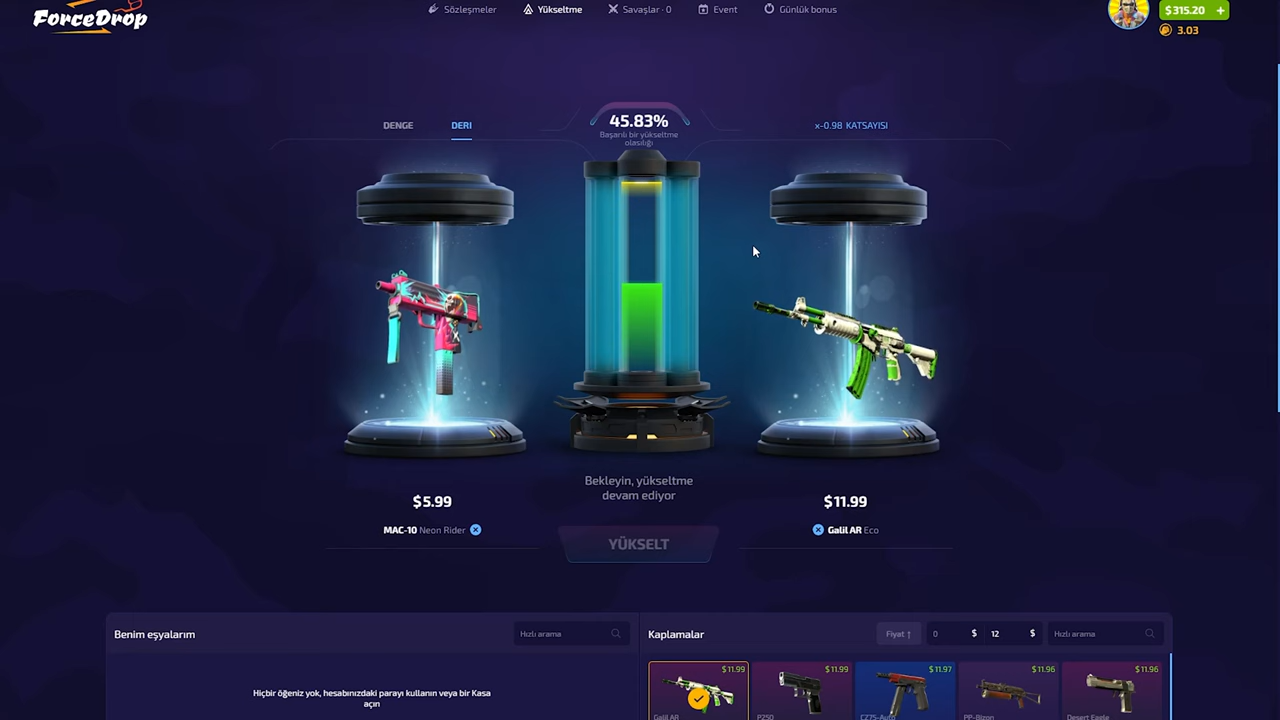 ForceDrop
Sözleşmeler
Yükseltme
Savaşlar · 0
Event
Günlük bonus
$315.20 +
3.03
DENGE
DERI
45.83%
Başarılı bir yükseltme
olasılığı
x-0.98 KATSAYISI
Bekleyin, yükseltme
devam ediyor
$5.99
$11.99
MAC-10 Neon Rider
Galil AR Eco
YÜKSELT
Benim eşyalarım
Hızlı arama
Kaplamalar
Fiyat ↑
0 $
12 $
Hızlı arama
Hiçbir öğeniz yok, hesabınızdaki parayı kullanın veya bir Kasa
açın
$11.99
$11.99
$11.97
$11.96
$11.96
Galil AR
P250
CZ75-Auto
PP-Bizon
Desert Eagle